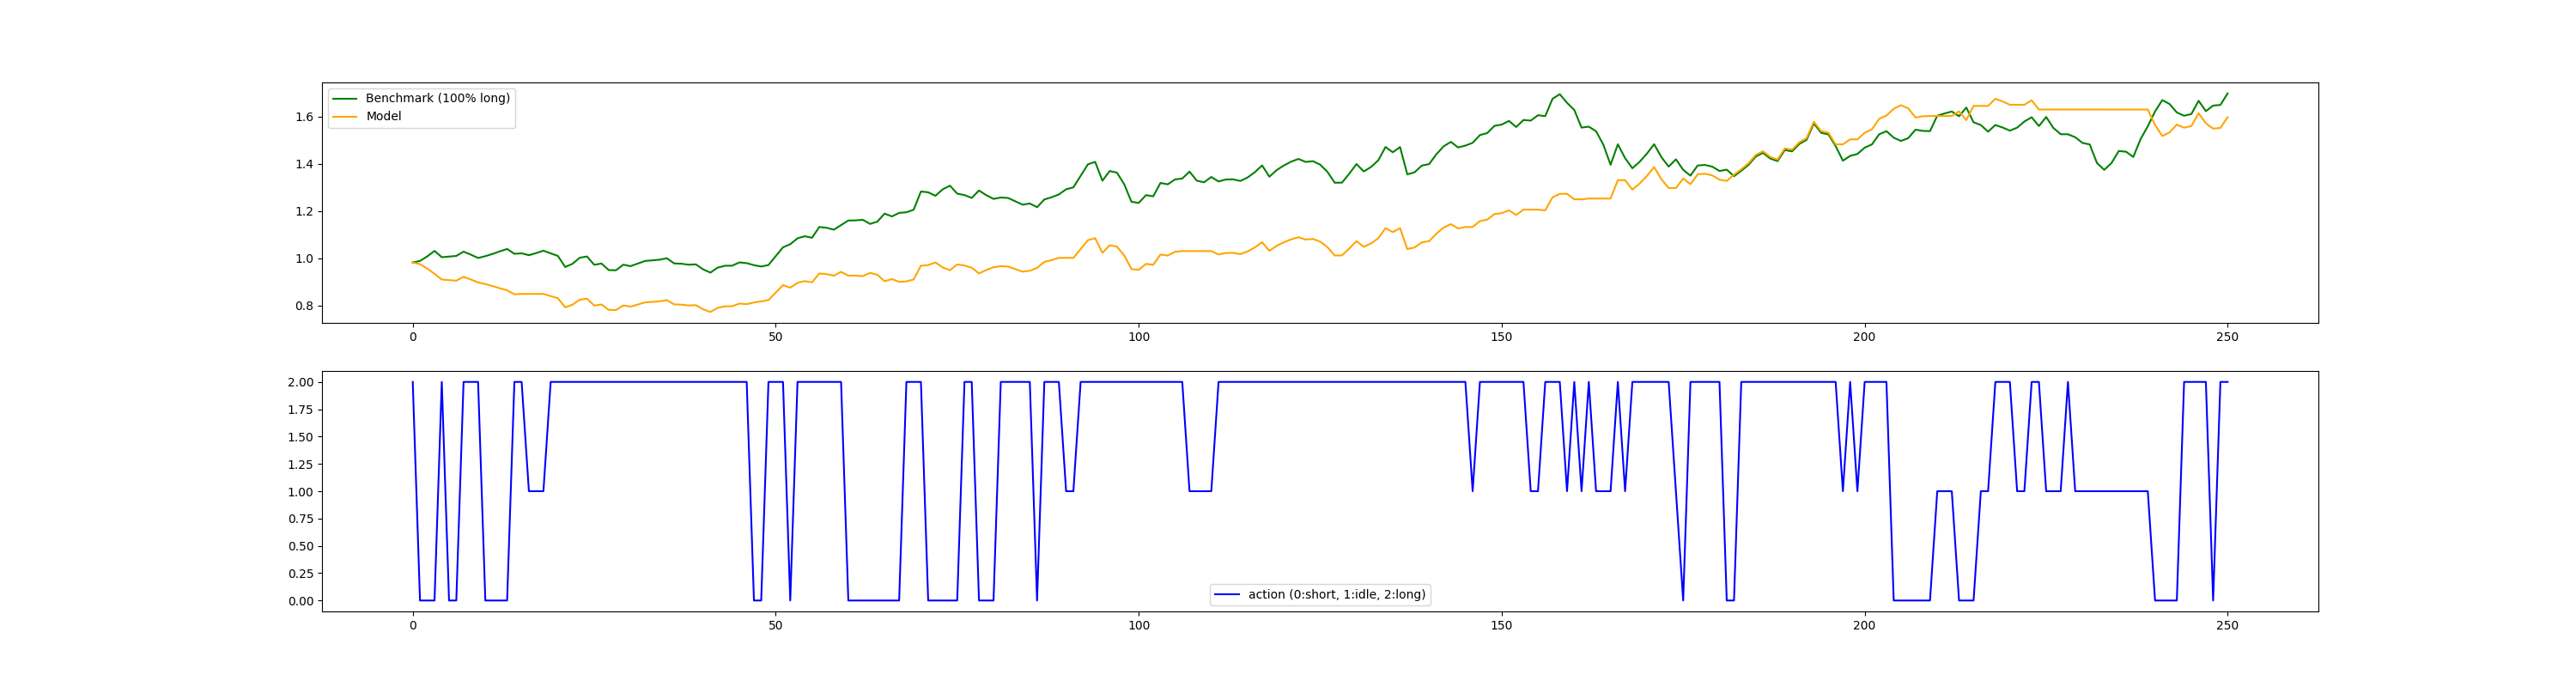 Benchmark (100% long)
Model
1.6
1.4
1.2
1.0
0.8
0 50 100 150 200 250
2.00
1.75
1.50
1.25
1.00
0.75
0.50
0.25
0.00
action (0:short, 1:idle, 2:long)
0 50 100 150 200 250